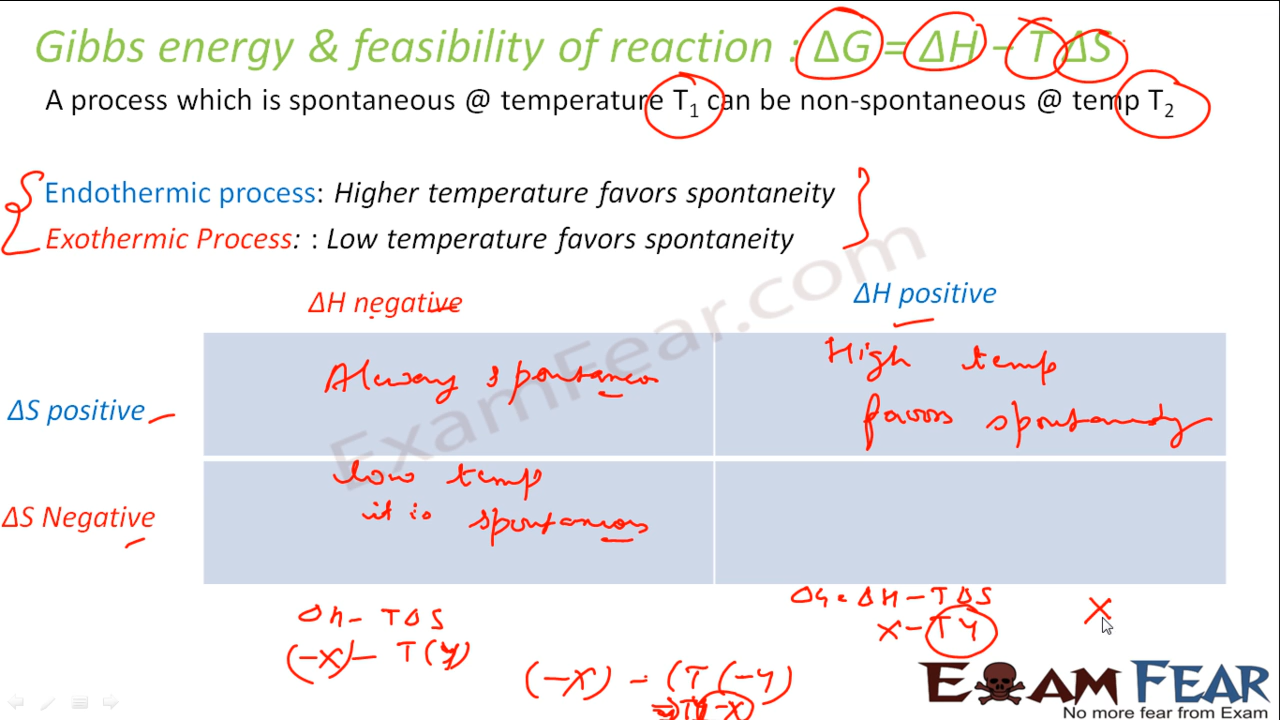 Gibbs energy & feasibility of reaction : ΔG = ΔH – T ΔS
A process which is spontaneous @ temperature T₁ can be non-spontaneous @ temp T₂
Endothermic process: Higher temperature favors spontaneity
Exothermic Process: : Low temperature favors spontaneity
ΔH negative
ΔH positive
ΔS positive
Always spontaneous
High temp
favors spontaneity
ΔS Negative
low temp
it is spontaneous
ExamFear.com
ΔH – TΔS
(–X) – T(Y)
ΔG = ΔH – TΔS
X – TY
X
(–X) – (T(–Y)
EXAM FEAR
No more fear from Exam